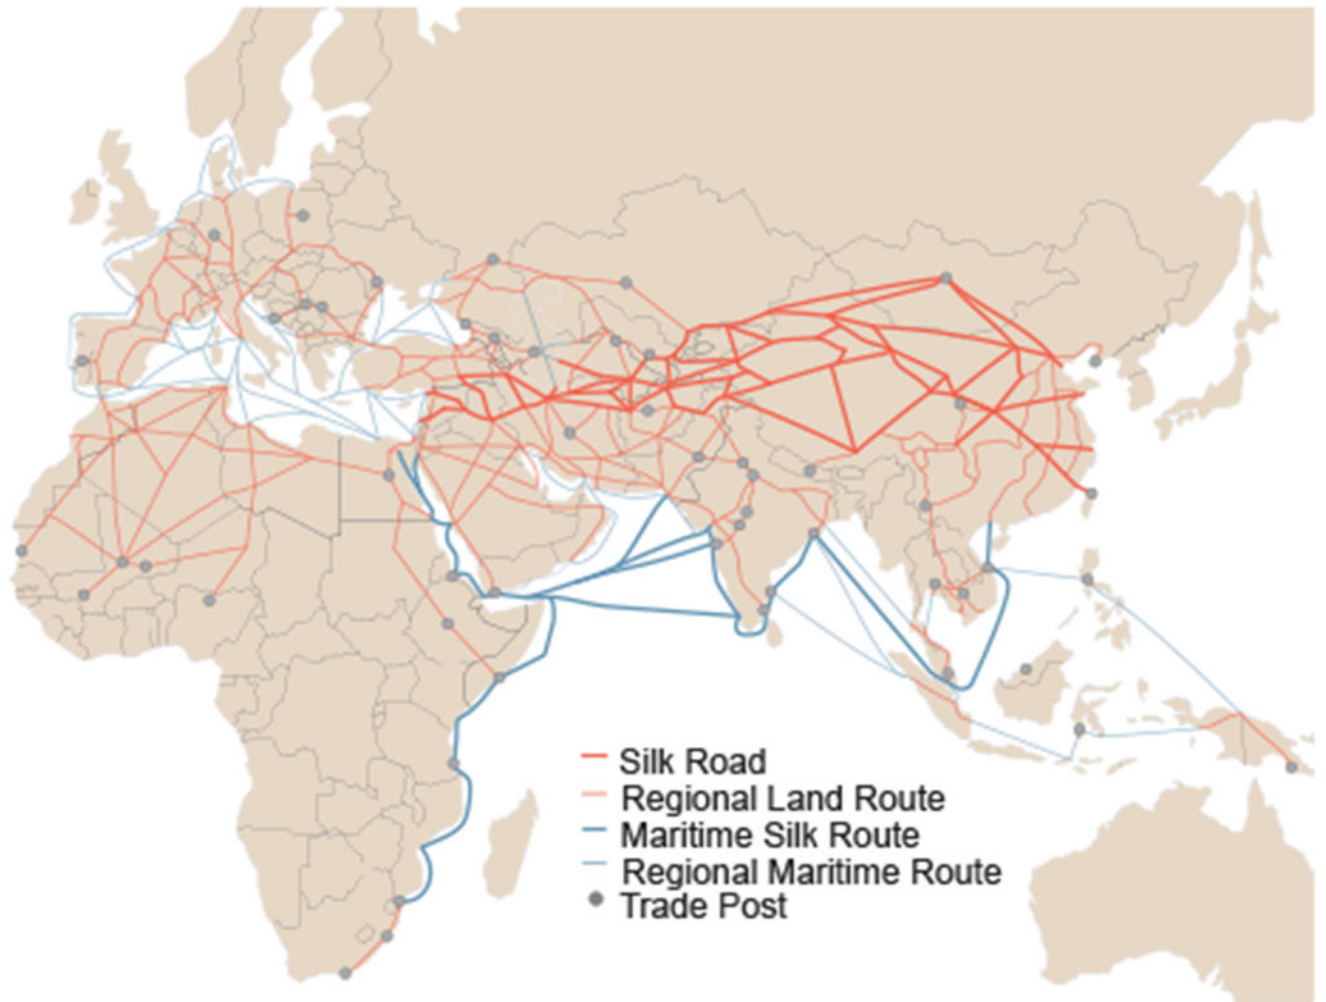 Silk Road
Regional Land Route
Maritime Silk Route
Regional Maritime Route
Trade Post